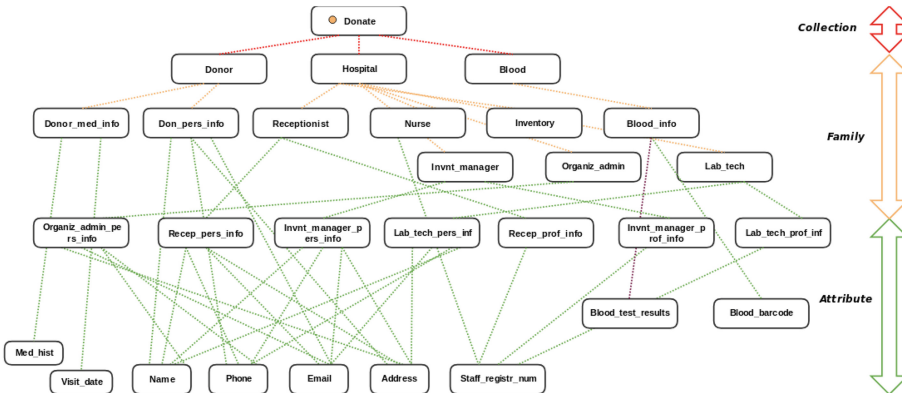 Donate
Collection
Donor
Hospital
Blood
Donor_med_info
Don_pers_info
Receptionist
Nurse
Inventory
Blood_info
Family
Invnt_manager
Organiz_admin
Lab_tech
Organiz_admin_pe
rs_info
Recep_pers_info
Invnt_manager_p
ers_info
Lab_tech_pers_inf
Recep_prof_info
Invnt_manager_p
rof_info
Lab_tech_prof_inf
Attribute
Blood_test_results
Blood_barcode
Med_hist
Visit_date
Name
Phone
Email
Address
Staff_registr_num